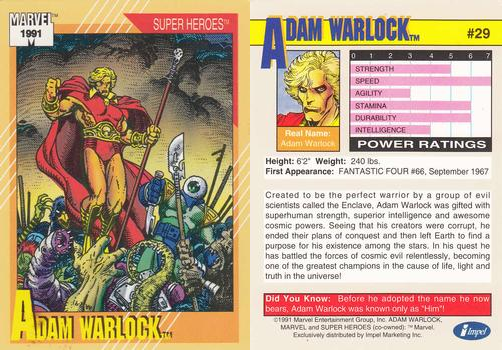 MARVEL™
1991
SUPER HEROES™
ADAM WARLOCK™
ADAM WARLOCK™
#29
0 1 2 3 4 5 6 7
STRENGTH
SPEED
AGILITY
STAMINA
DURABILITY
INTELLIGENCE
Real Name:
Adam Warlock
POWER RATINGS
Height: 6'2" Weight: 240 lbs.
First Appearance: FANTASTIC FOUR #66, September 1967
Created to be the perfect warrior by a group of evil
scientists called the Enclave, Adam Warlock was gifted with
superhuman strength, superior intelligence and awesome
cosmic powers. Seeing that his creators were corrupt, he
ended their plans of conquest and then left Earth to find a
purpose for his existence among the stars. In his quest he
has battled the forces of cosmic evil relentlessly, becoming
one of the greatest champions in the cause of life, light and
truth in the universe!
Did You Know: Before he adopted the name he now
bears, Adam Warlock was known only as "Him"!
©1991 Marvel Entertainment Group, Inc. ADAM WARLOCK,
MARVEL and SUPER HEROES (co-owned): ™ Marvel.
Exclusively distributed by Impel Marketing Inc.
Impel